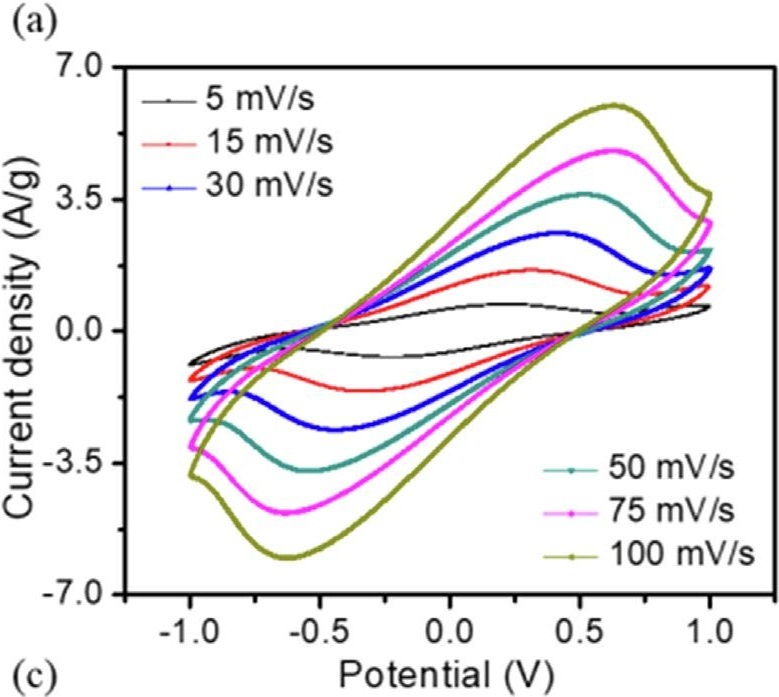 (a)
7.0
3.5
0.0
-3.5
-7.0
Current density (A/g)
5 mV/s
15 mV/s
30 mV/s
50 mV/s
75 mV/s
100 mV/s
-1.0 -0.5 0.0 0.5 1.0
Potential (V)
(c)